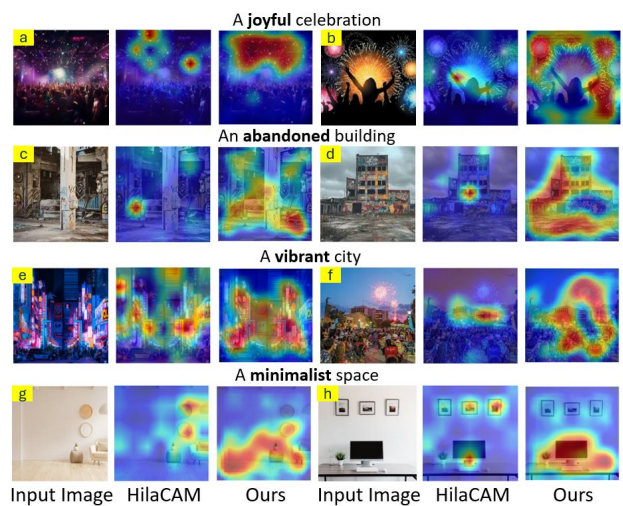 A joyful celebration
a
b
An abandoned building
c
d
A vibrant city
e
f
A minimalist space
g
h
Input Image HilaCAM Ours Input Image HilaCAM Ours